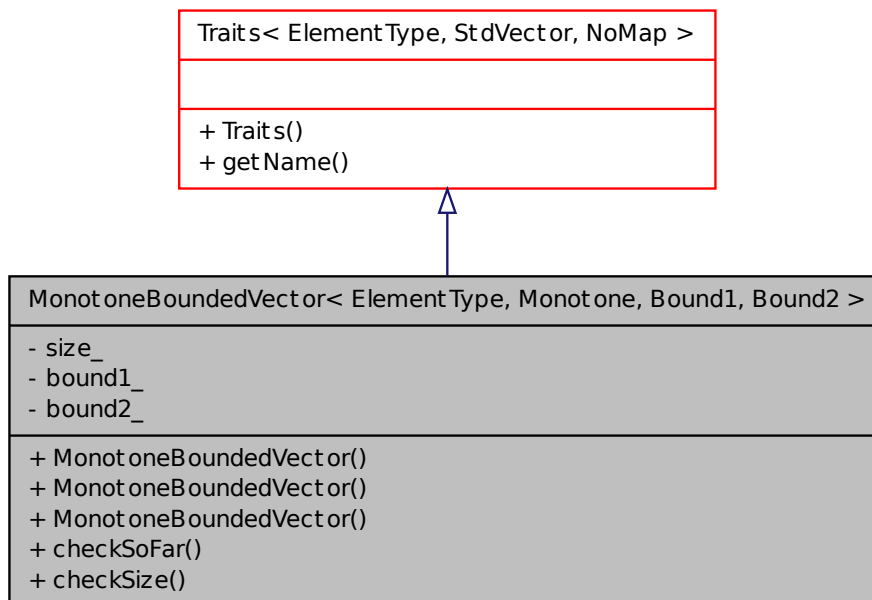 Traits< ElementType, StdVector, NoMap >
+ Traits()
+ getName()
MonotoneBoundedVector< ElementType, Monotone, Bound1, Bound2 >
- size_
- bound1_
- bound2_
+ MonotoneBoundedVector()
+ MonotoneBoundedVector()
+ MonotoneBoundedVector()
+ checkSoFar()
+ checkSize()